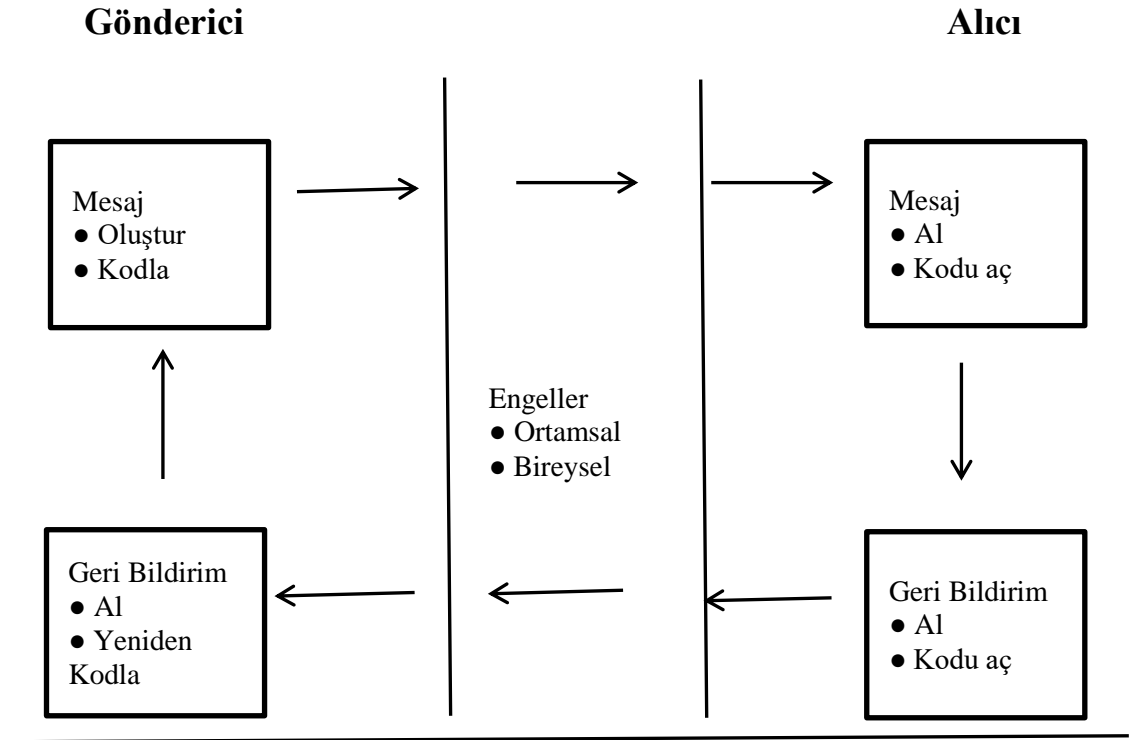 Gönderici
Alıcı
Mesaj
● Oluştur
● Kodla
Mesaj
● Al
● Kodu aç
Engeller
● Ortamsal
● Bireysel
Geri Bildirim
● Al
● Yeniden
Kodla
Geri Bildirim
● Al
● Kodu aç